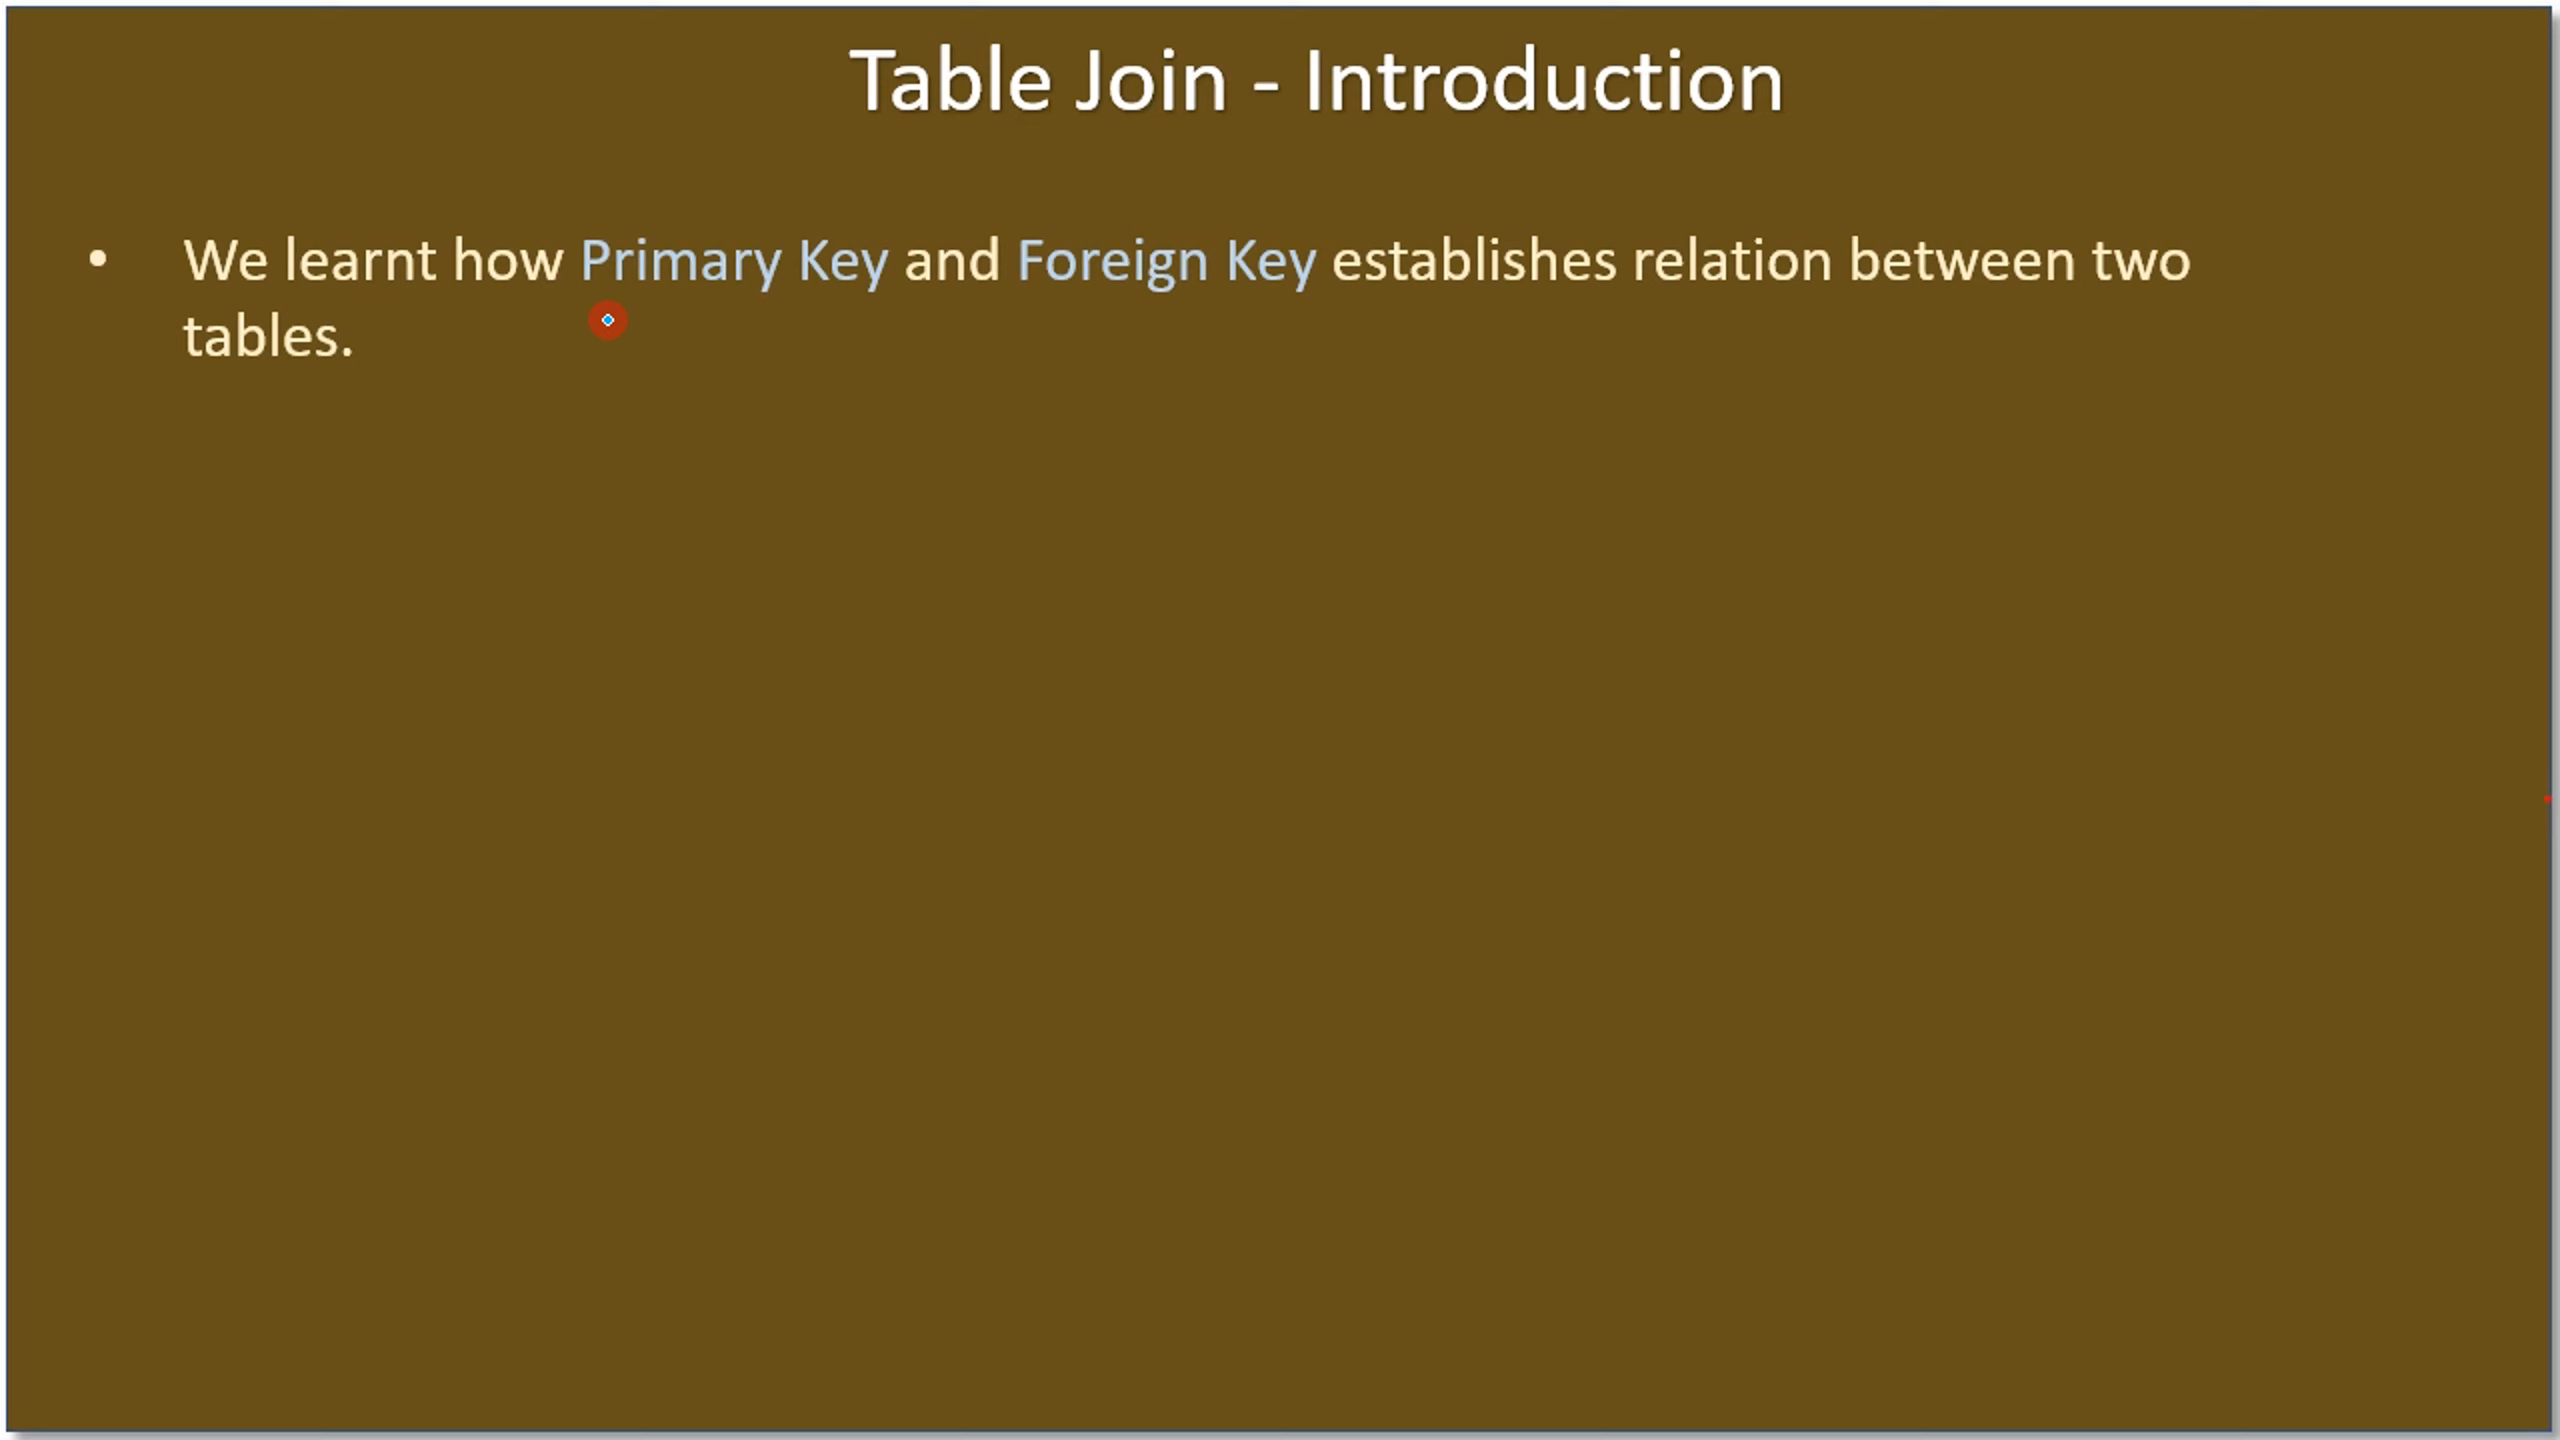 Table Join - Introduction
• We learnt how Primary Key and Foreign Key establishes relation between two
tables.